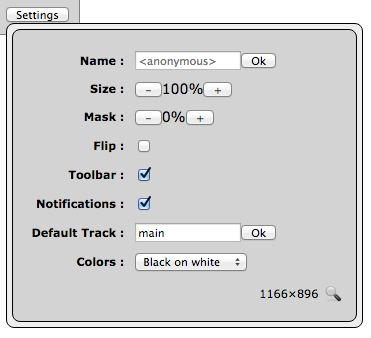 Settings
Name : <anonymous> Ok
Size : - 100% +
Mask : - 0% +
Flip :
Toolbar :
Notifications :
Default Track : main Ok
Colors : Black on white
1166×896